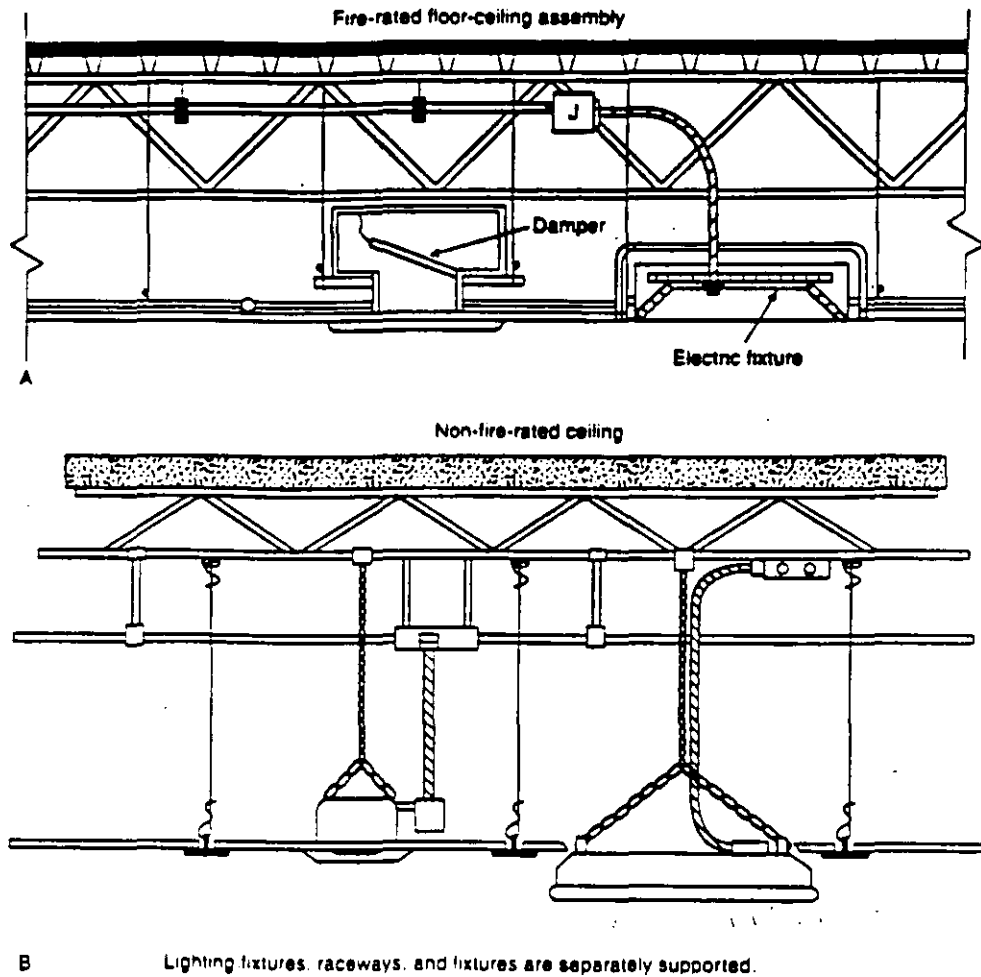 Fire-rated floor-ceiling assembly
J
Damper
Electric fixture
A
Non-fire-rated ceiling
B Lighting fixtures, raceways, and fixtures are separately supported.